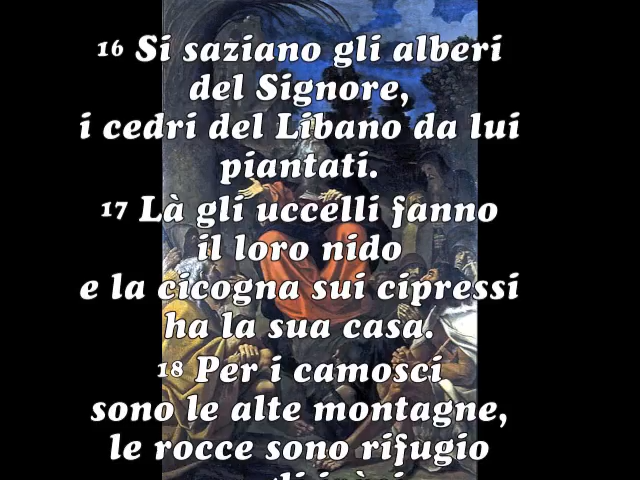 16 Si saziano gli alberi
del Signore,
i cedri del Libano da lui
piantati.
17 Là gli uccelli fanno
il loro nido
e la cicogna sui cipressi
ha la sua casa.
18 Per i camosci
sono le alte montagne,
le rocce sono rifugio